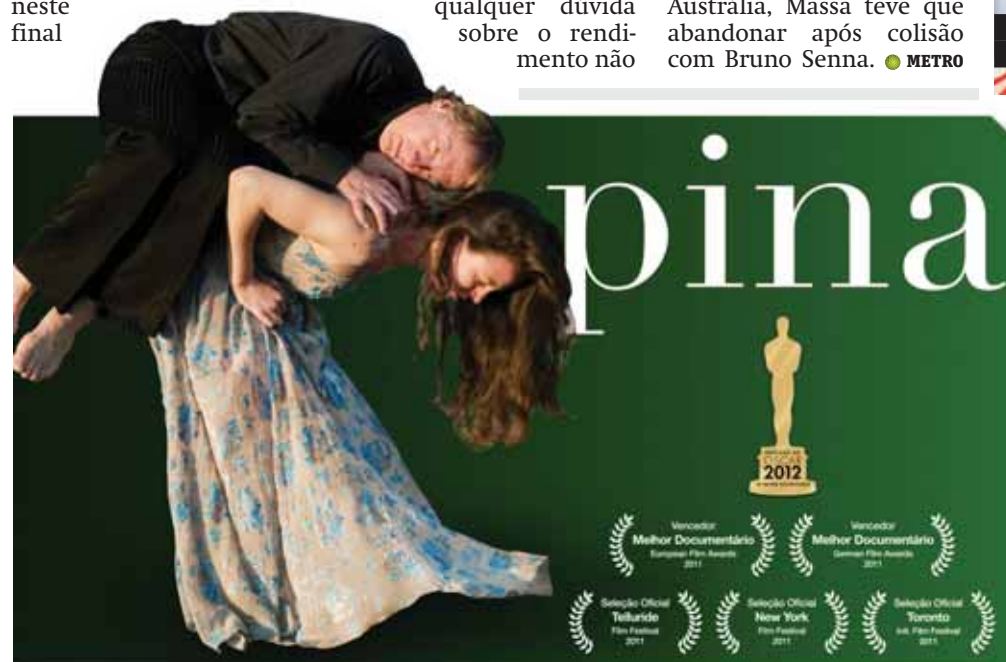 neste
final
qualquer dúvida
sobre o rendi-
mento não
Austrália, Massa teve que
abandonar após colisão
com Bruno Senna. METRO
pina
OSCAR
2012
Vencedor
Melhor Documentário
European Film Awards
2011
Vencedor
Melhor Documentário
German Film Awards
2011
Seleção Oficial
Telluride
Film Festival
2011
Seleção Oficial
New York
Film Festival
2011
Seleção Oficial
Toronto
Int. Film Festival
2011